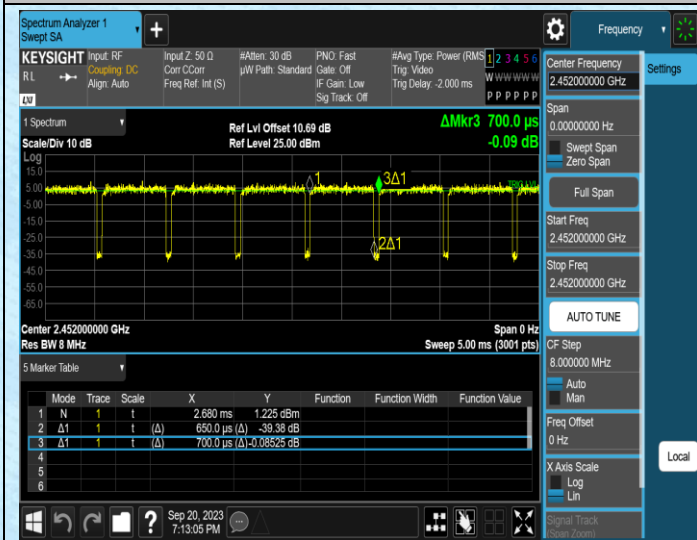 Spectrum Analyzer 1
Swept SA
Frequency
KEYSIGHT
RL
LXI
Input: RF
Coupling: DC
Align: Auto
Input Z: 50 Ω
Corr CCorr
Freq Ref: Int (S)
#Atten: 30 dB
µW Path: Standard
PNO: Fast
Gate: Off
IF Gain: Low
Sig Track: Off
#Avg Type: Power (RMS
Trig: Video
Trig Delay: -2.000 ms
1 2 3 4 5 6
W W W W W W
P P P P P P
1 Spectrum
Scale/Div 10 dB
Ref Lvl Offset 10.69 dB
Ref Level 25.00 dBm
ΔMkr3 700.0 µs
-0.09 dB
Log
15.0
5.00
-5.00
-15.0
-25.0
-35.0
-45.0
-55.0
-65.0
1
3Δ1
2Δ1
Center 2.452000000 GHz
Res BW 8 MHz
Span 0 Hz
Sweep 5.00 ms (3001 pts)
5 Marker Table
Mode Trace Scale X Y Function Function Width Function Value
1 N 1 t 2.680 ms 1.225 dBm
2 Δ1 1 t (Δ) 650.0 µs (Δ) -39.38 dB
3 Δ1 1 t (Δ) 700.0 µs (Δ) -0.08525 dB
4
5
6
Sep 20, 2023
7:13:05 PM
Center Frequency
2.452000000 GHz
Span
0.00000000 Hz
Swept Span
Zero Span
Full Span
Start Freq
2.452000000 GHz
Stop Freq
2.452000000 GHz
AUTO TUNE
CF Step
8.000000 MHz
Auto
Man
Freq Offset
0 Hz
X Axis Scale
Log
Lin
Signal Track
(Span Zoom)
Settings
Local